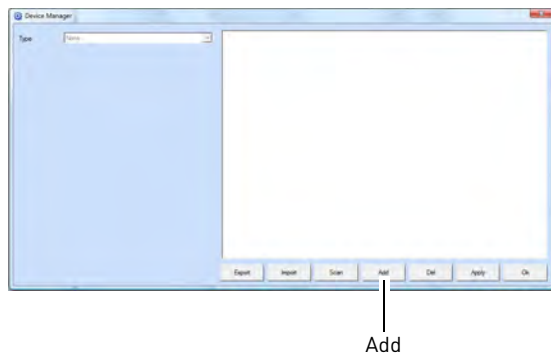 Device Manager
Type
None
Export Import Scan Add Del Apply Ok
Add